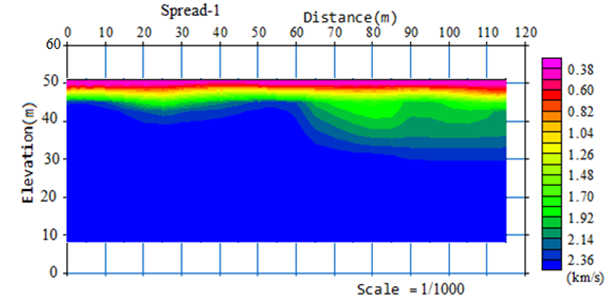 Spread-1
Distance(m)
0 10 20 30 40 50 60 70 80 90 100 110 120
60
50
40
30
20
10
0
Elevation(m)
0.38
0.60
0.82
1.04
1.26
1.48
1.70
1.92
2.14
2.36
(km/s)
Scale = 1/1000